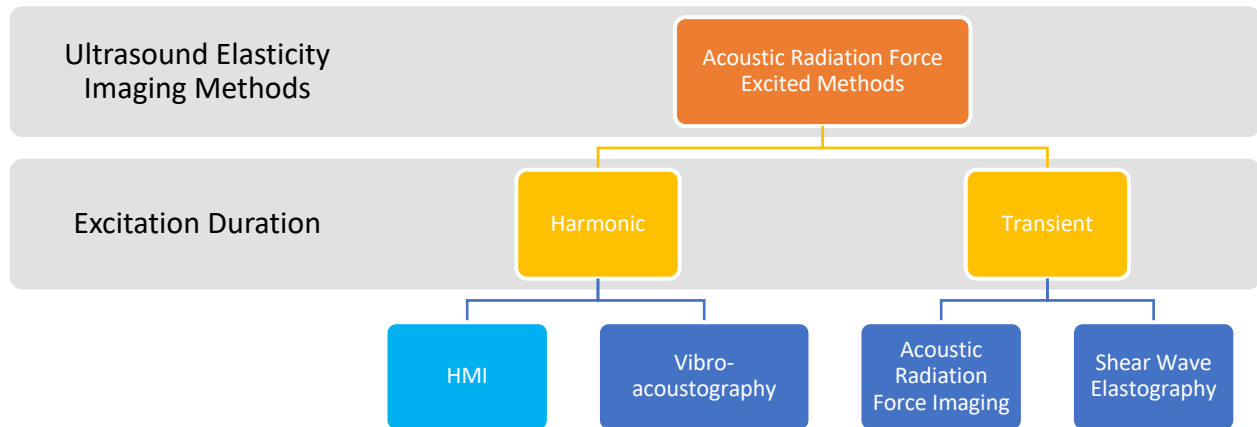 Ultrasound Elasticity
Imaging Methods
Acoustic Radiation Force
Excited Methods
Excitation Duration
Harmonic
Transient
HMI
Vibro-
acoustography
Acoustic
Radiation
Force Imaging
Shear Wave
Elastography